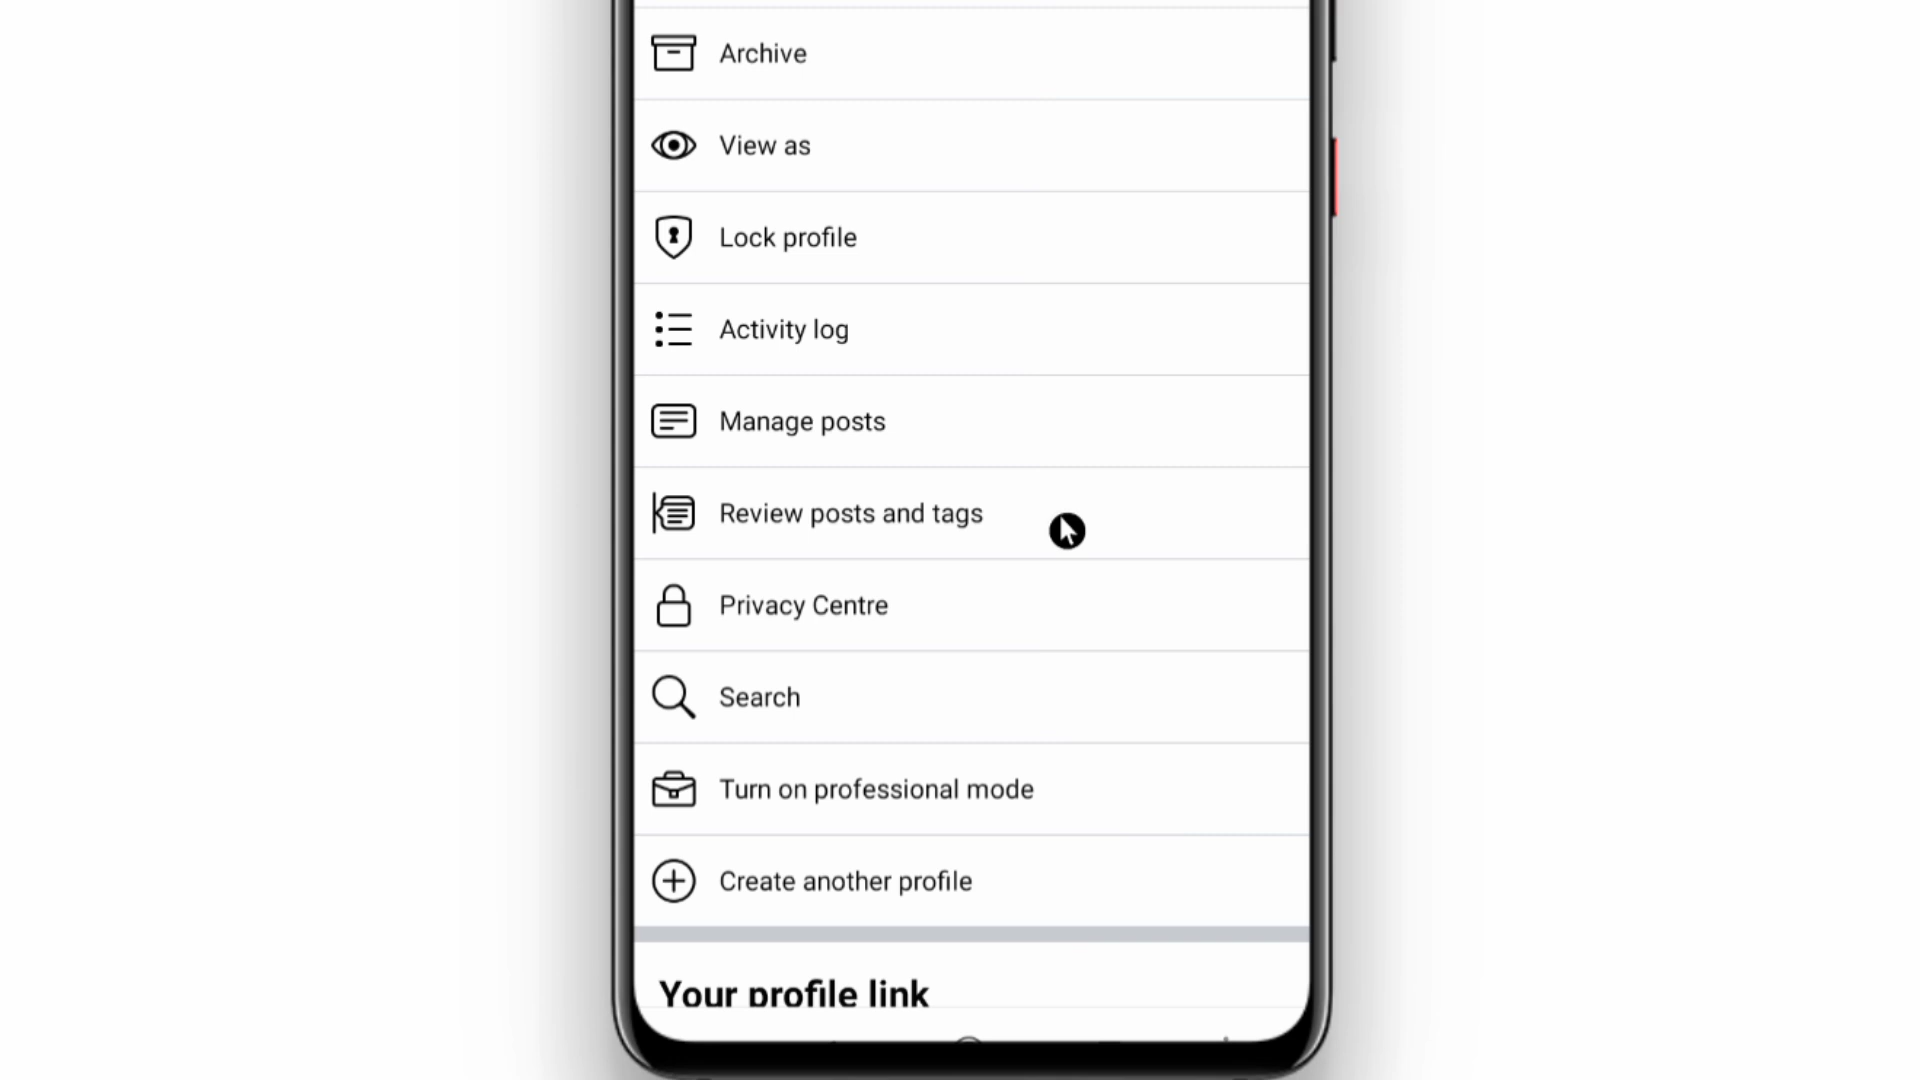 Archive
View as
Lock profile
Activity log
Manage posts
Review posts and tags
Privacy Centre
Search
Turn on professional mode
Create another profile
Your profile link